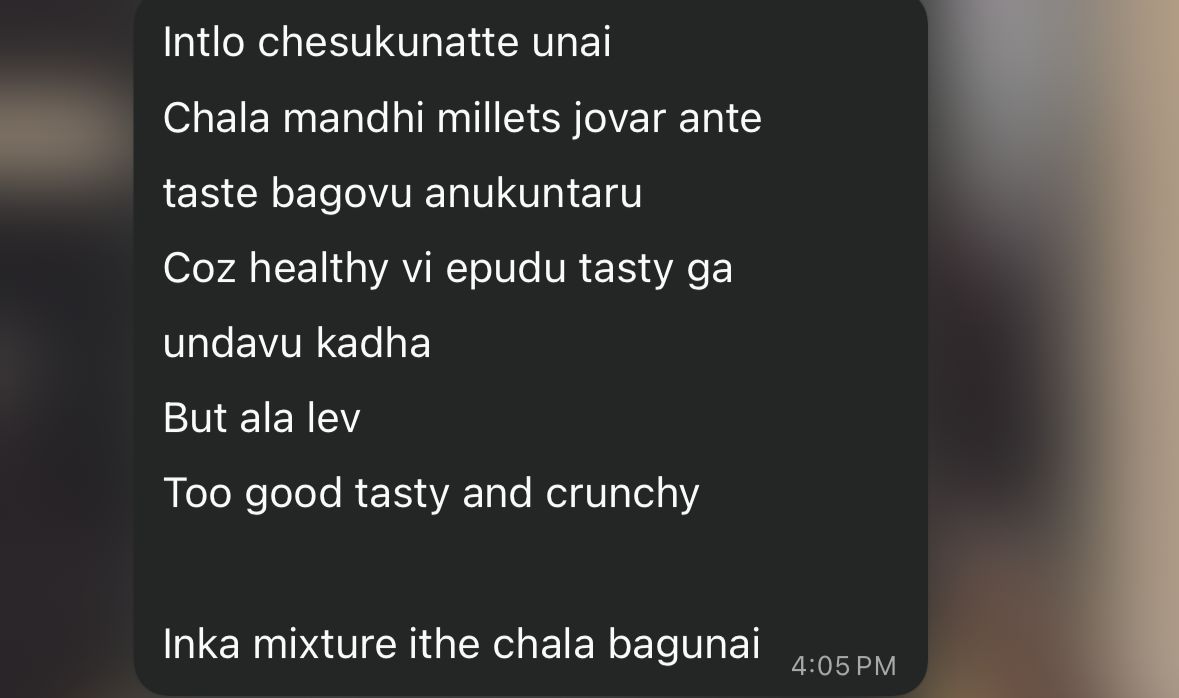 Intlo chesukunatte unai
Chala mandhi millets jovar ante
taste bagovu anukuntaru
Coz healthy vi epudu tasty ga
undavu kadha
But ala lev
Too good tasty and crunchy
Inka mixture ithe chala bagunai
4:05 PM